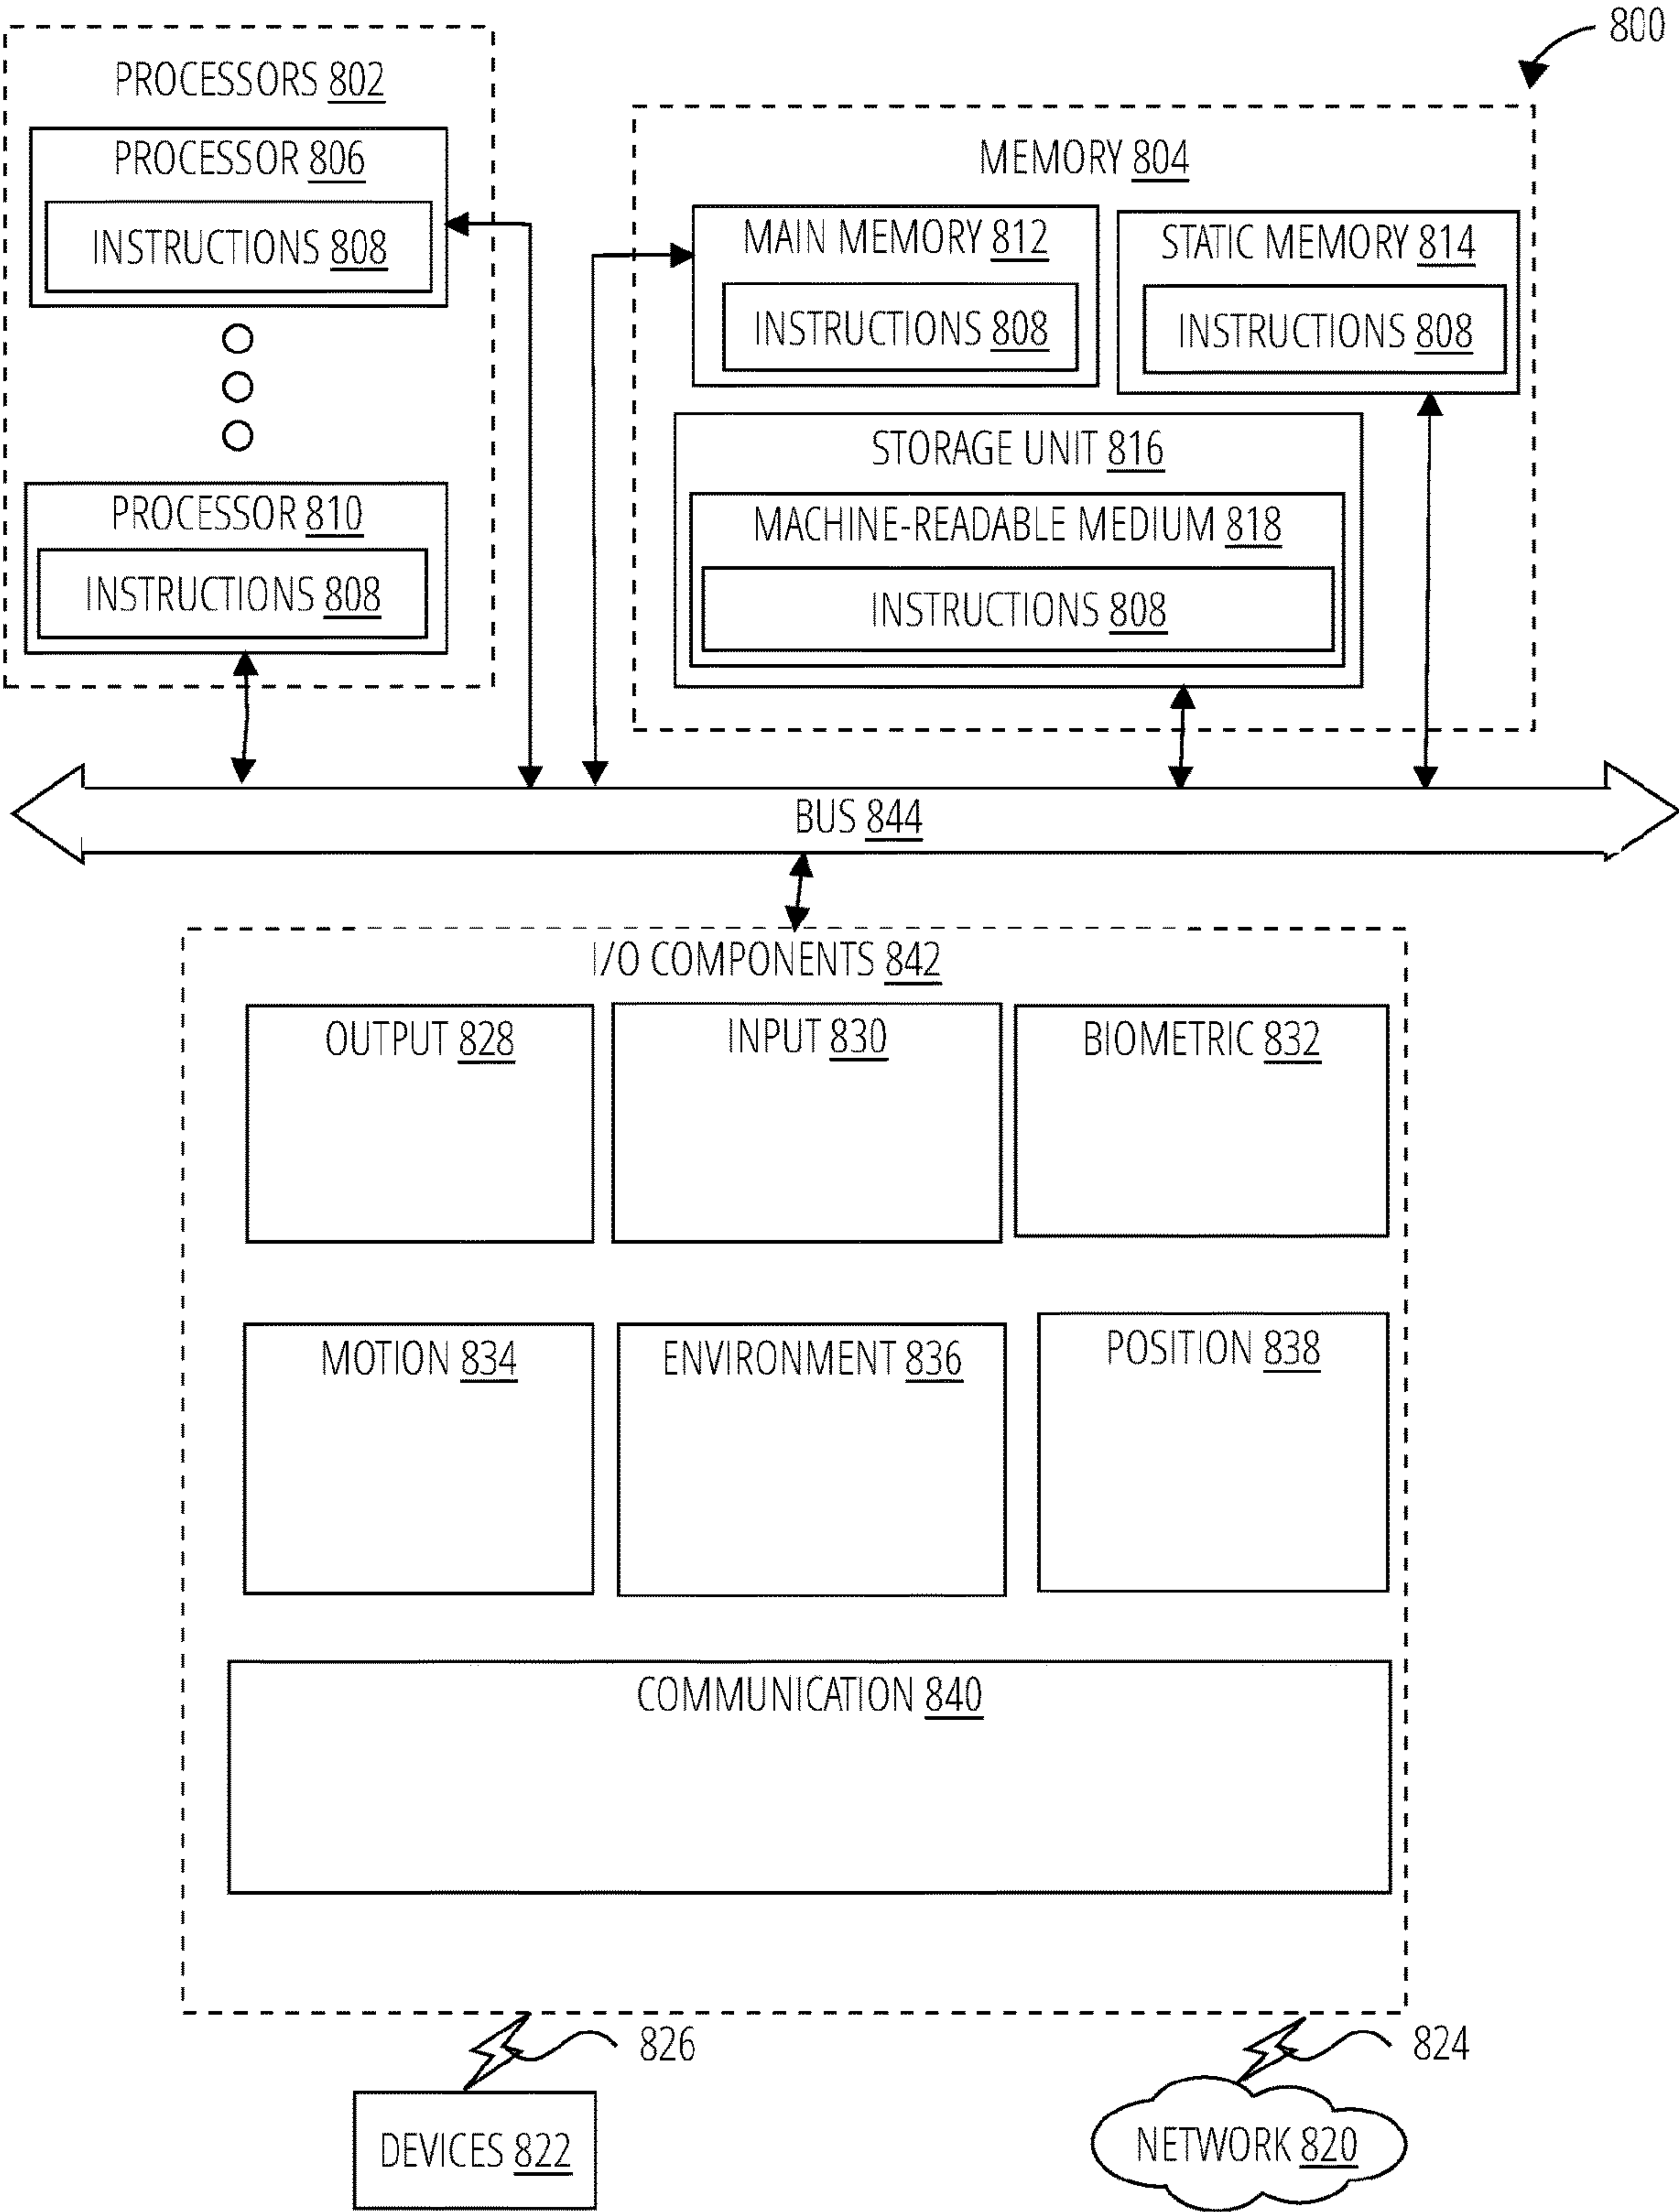 800
PROCESSORS 802
PROCESSOR 806
INSTRUCTIONS 808
PROCESSOR 810
INSTRUCTIONS 808
MEMORY 804
MAIN MEMORY 812
INSTRUCTIONS 808
STATIC MEMORY 814
INSTRUCTIONS 808
STORAGE UNIT 816
MACHINE-READABLE MEDIUM 818
INSTRUCTIONS 808
BUS 844
I/O COMPONENTS 842
OUTPUT 828
INPUT 830
BIOMETRIC 832
MOTION 834
ENVIRONMENT 836
POSITION 838
COMMUNICATION 840
826
824
DEVICES 822
NETWORK 820